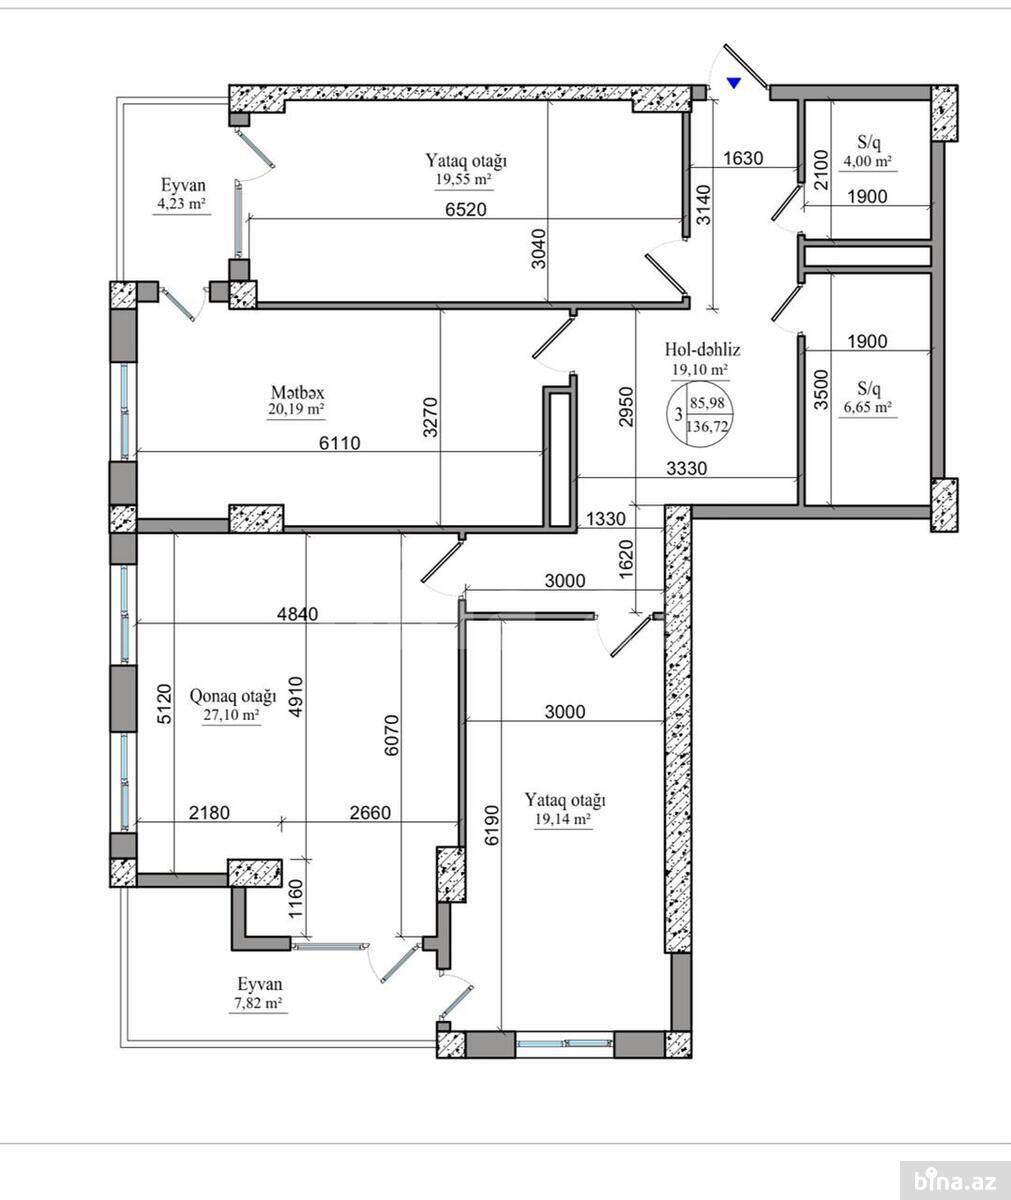 Yataq otağı
19,55 m²
6520
3040
Eyvan
4,23 m²
1630
3140
2100
S/q
4,00 m²
1900
Hol-dəhliz
19,10 m²
3
85,98
136,72
1900
3500
S/q
6,65 m²
Mətbəx
20,19 m²
6110
3270
2950
3330
1330
1620
3000
4840
5120
4910
6070
Qonaq otağı
27,10 m²
2180
2660
1160
3000
6190
Yataq otağı
19,14 m²
Eyvan
7,82 m²
bina.az